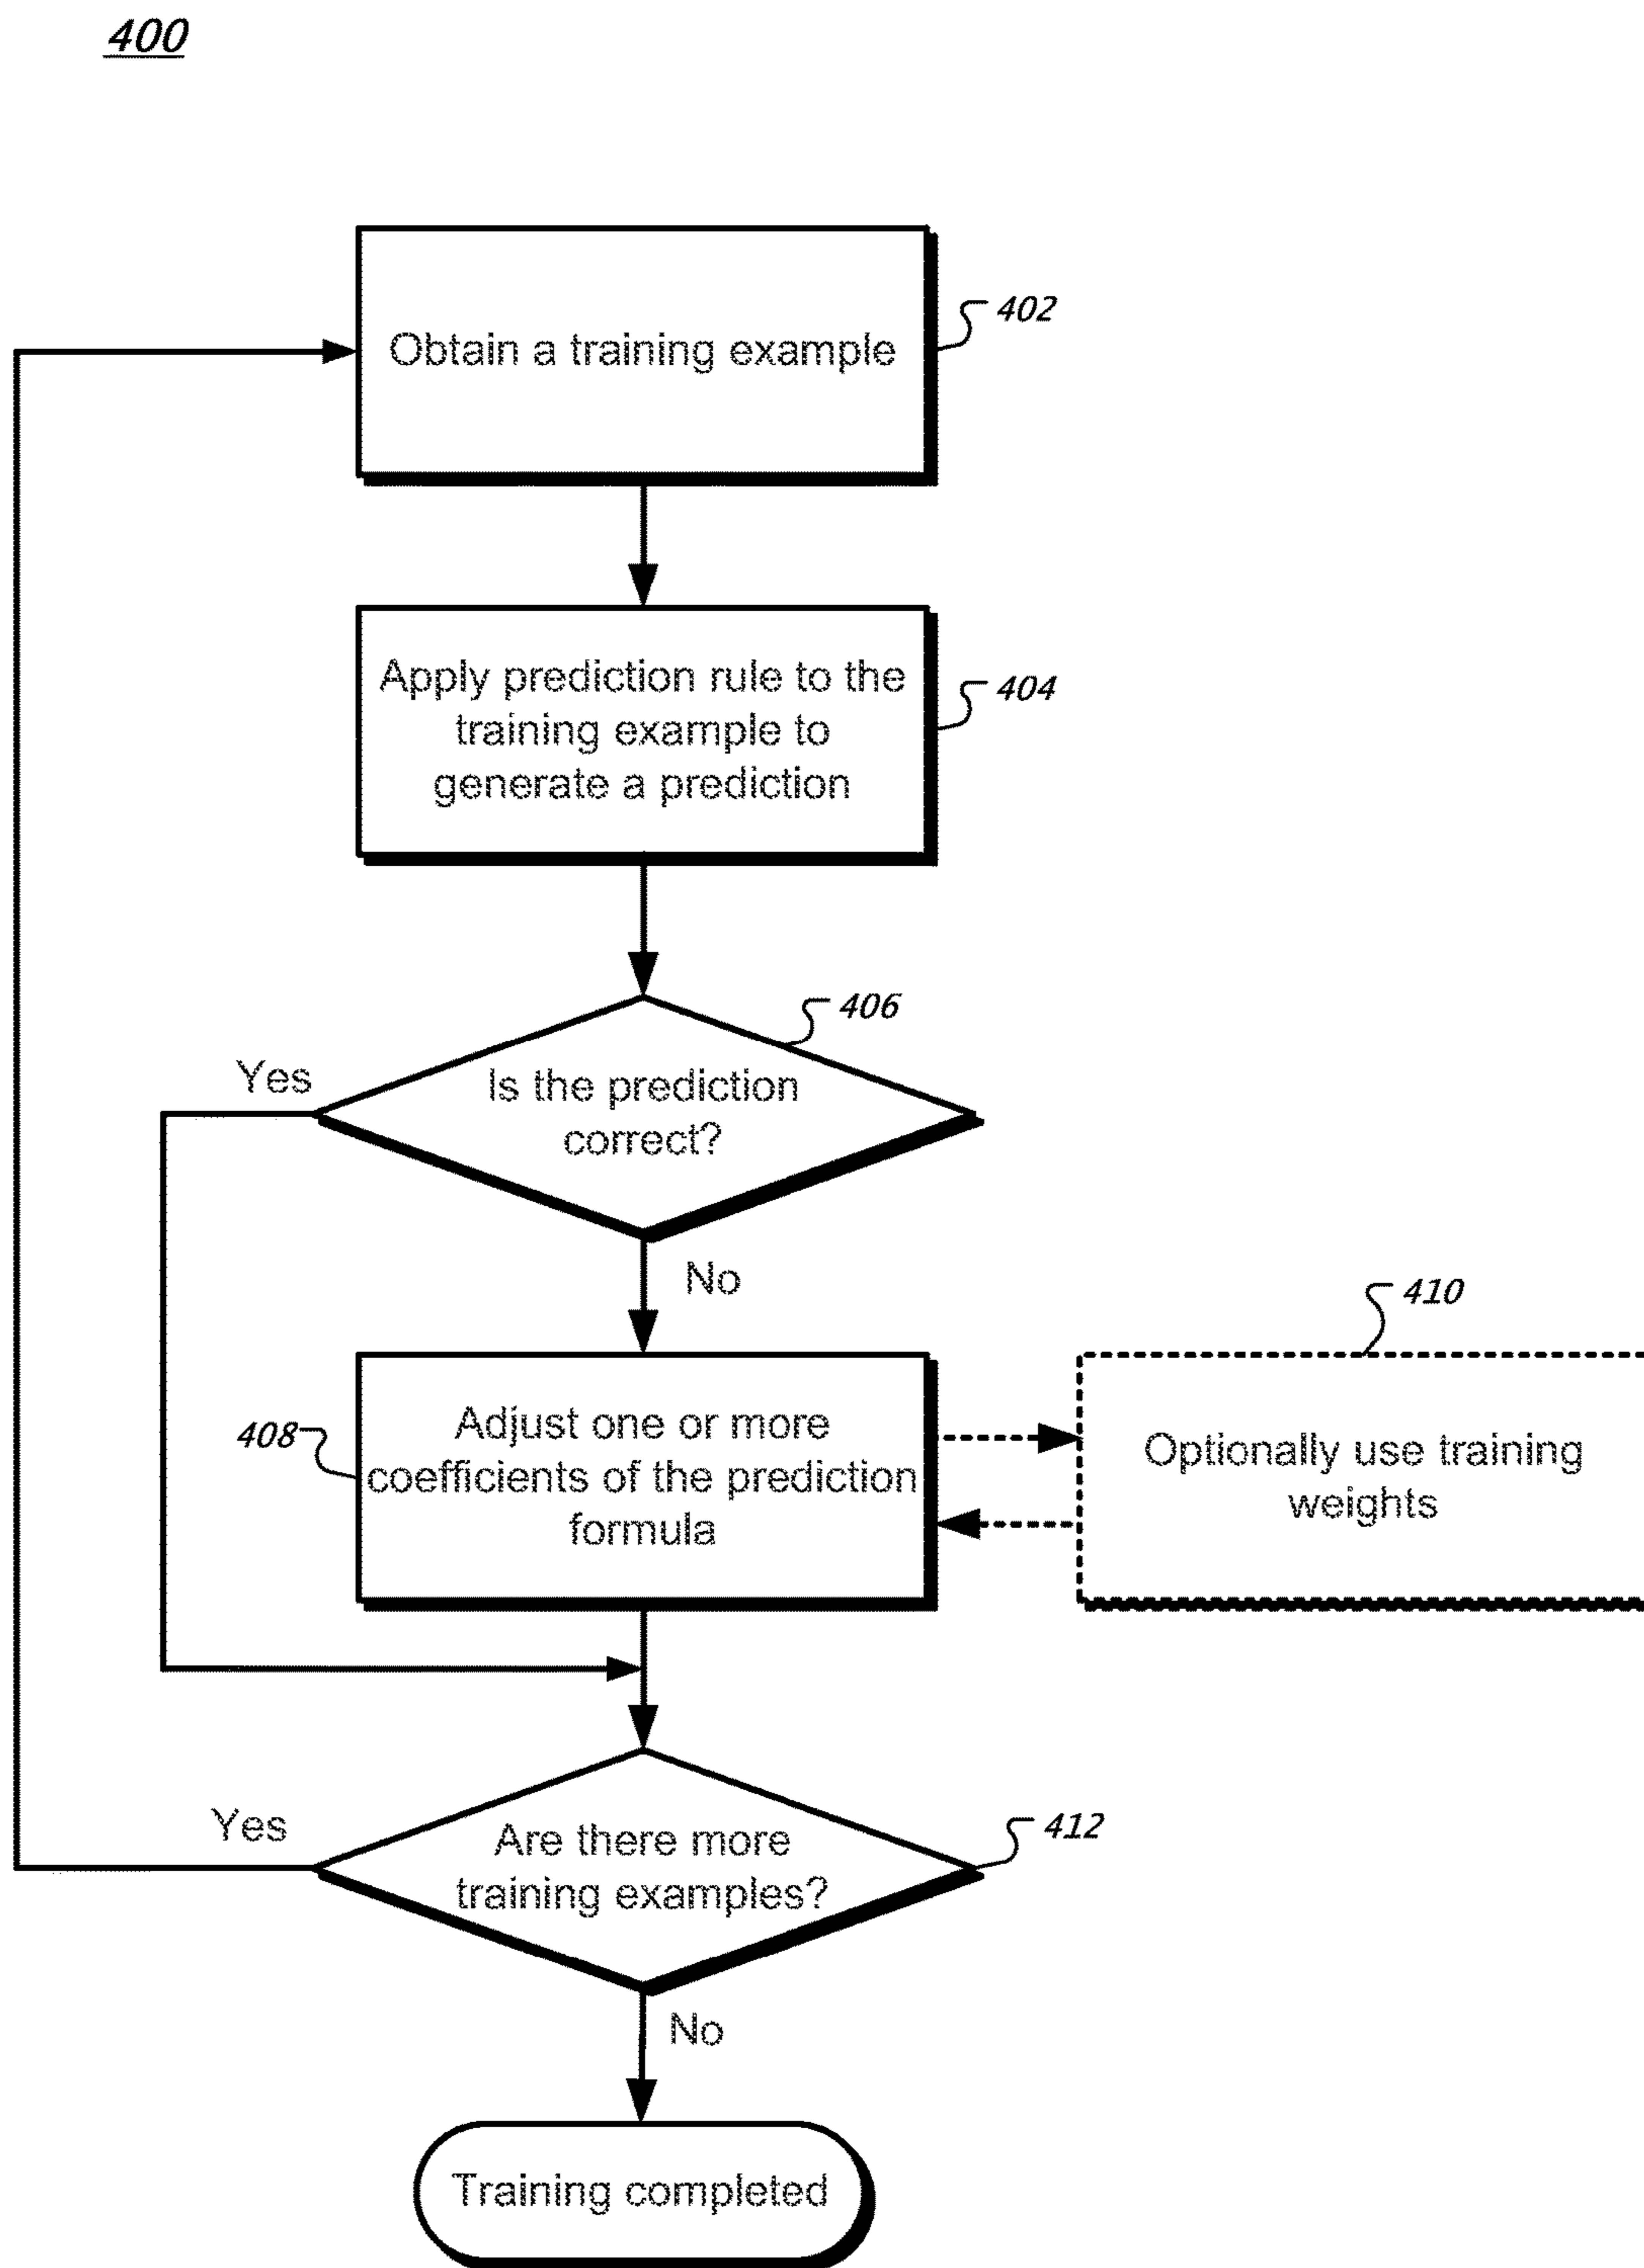 400
Obtain a training example
402
Apply prediction rule to the
training example to
generate a prediction
404
406
Yes
Is the prediction
correct?
No
410
408
Adjust one or more
coefficients of the prediction
formula
Optionally use training
weights
Yes
Are there more
training examples?
412
No
Training completed